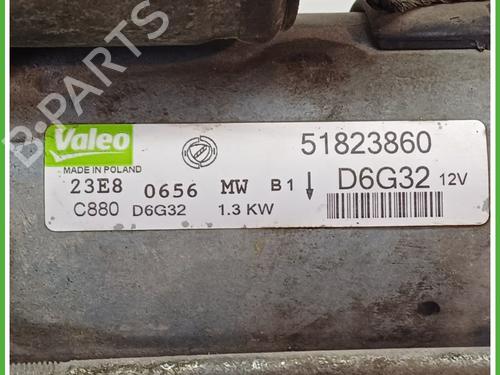 B-PARTS
Valeo
MADE IN POLAND
51823860
23E8 0656 MW B1 ↓ D6G32 12V
C880 D6G32 1.3 KW